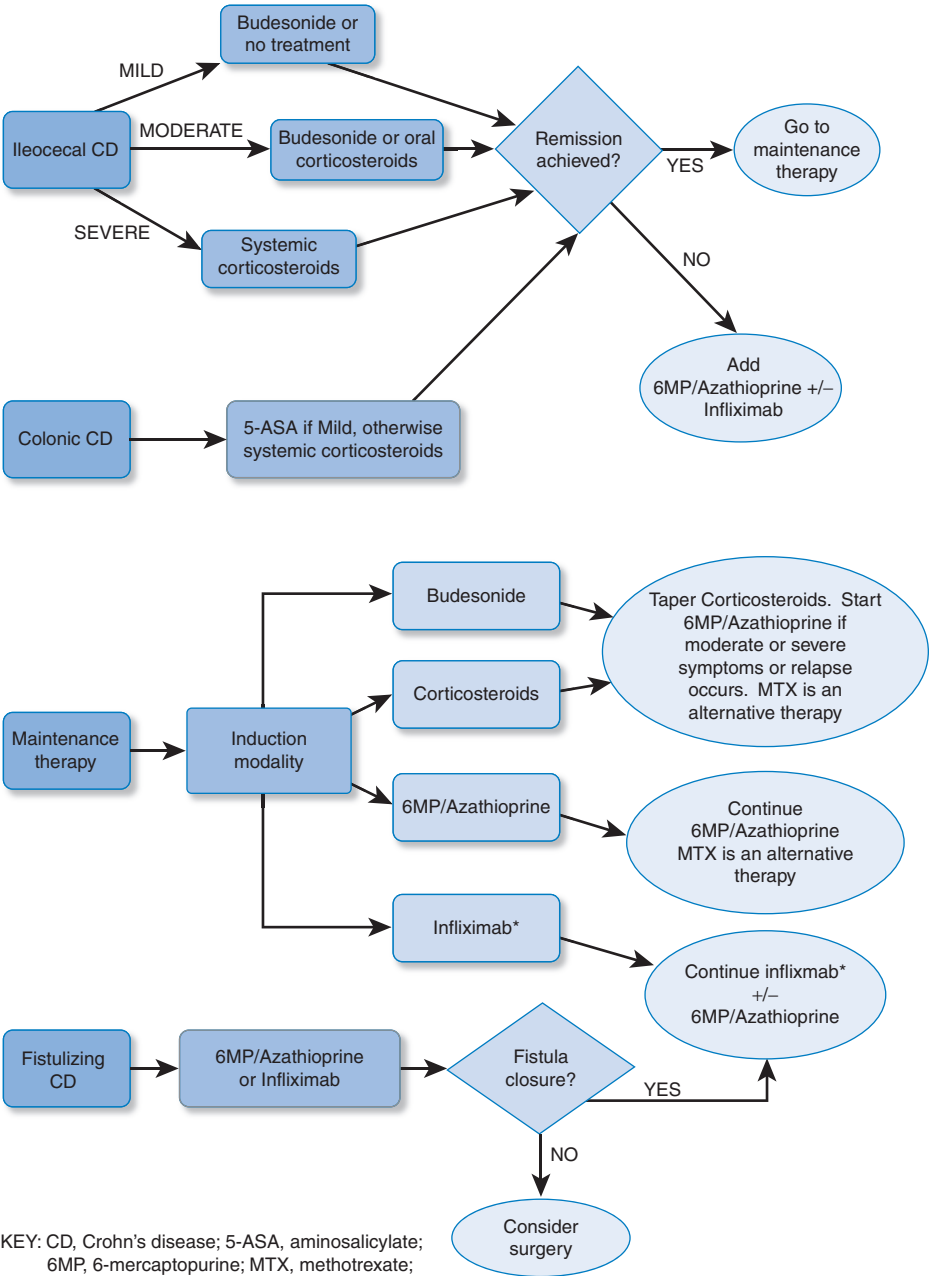 Budesonide or
no treatment
MILD
Ileocecal CD
MODERATE
Budesonide or oral
corticosteroids
SEVERE
Systemic
corticosteroids
Remission
achieved?
YES
Go to
maintenance
therapy
NO
Add
6MP/Azathioprine +/–
Infliximab
Colonic CD
5-ASA if Mild, otherwise
systemic corticosteroids
Maintenance
therapy
Induction
modality
Budesonide
Corticosteroids
Taper Corticosteroids. Start
6MP/Azathioprine if
moderate or severe
symptoms or relapse
occurs. MTX is an
alternative therapy
6MP/Azathioprine
Continue
6MP/Azathioprine
MTX is an alternative
therapy
Infliximab*
Continue inflixmab*
+/–
6MP/Azathioprine
Fistulizing
CD
6MP/Azathioprine
or Infliximab
Fistula
closure?
YES
NO
Consider
surgery
KEY: CD, Crohn's disease; 5-ASA, aminosalicylate;
6MP, 6-mercaptopurine; MTX, methotrexate;